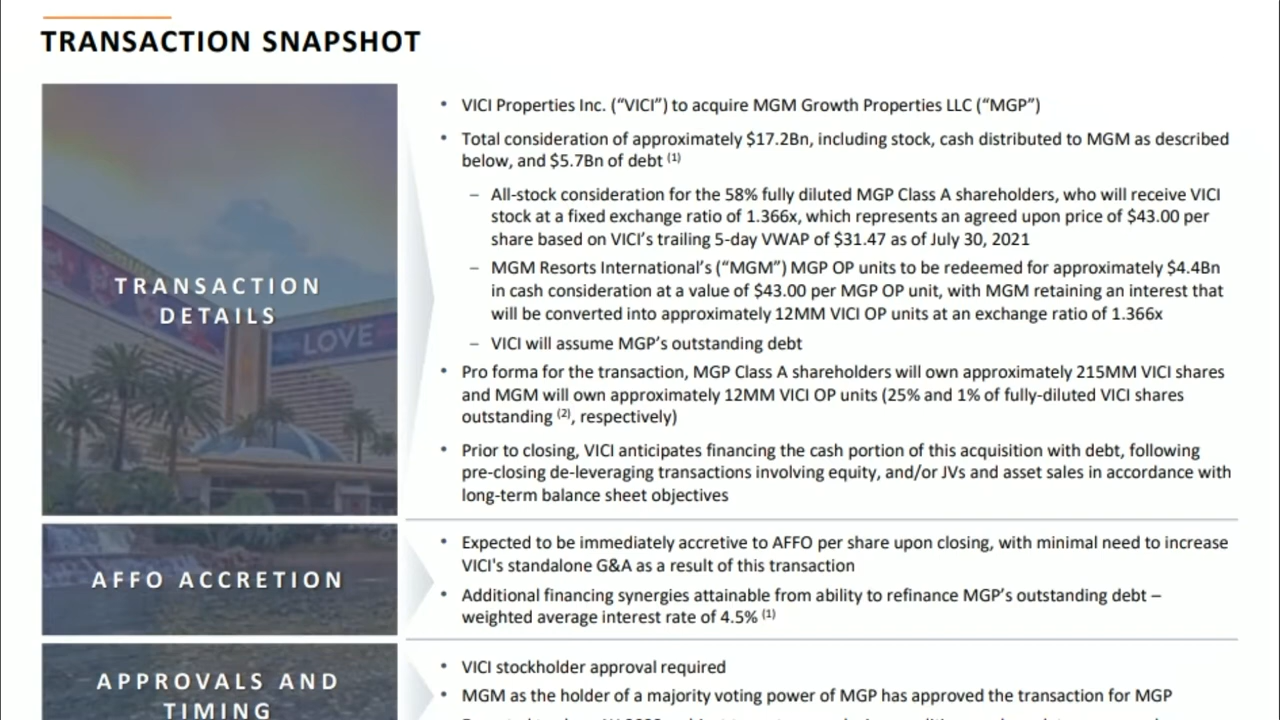 TRANSACTION SNAPSHOT
TRANSACTION
DETAILS
LOVE
• VICI Properties Inc. (“VICI”) to acquire MGM Growth Properties LLC (“MGP”)
• Total consideration of approximately $17.2Bn, including stock, cash distributed to MGM as described
below, and $5.7Bn of debt (1)
– All-stock consideration for the 58% fully diluted MGP Class A shareholders, who will receive VICI
stock at a fixed exchange ratio of 1.366x, which represents an agreed upon price of $43.00 per
share based on VICI’s trailing 5-day VWAP of $31.47 as of July 30, 2021
– MGM Resorts International’s (“MGM”) MGP OP units to be redeemed for approximately $4.4Bn
in cash consideration at a value of $43.00 per MGP OP unit, with MGM retaining an interest that
will be converted into approximately 12MM VICI OP units at an exchange ratio of 1.366x
– VICI will assume MGP’s outstanding debt
• Pro forma for the transaction, MGP Class A shareholders will own approximately 215MM VICI shares
and MGM will own approximately 12MM VICI OP units (25% and 1% of fully-diluted VICI shares
outstanding (2), respectively)
• Prior to closing, VICI anticipates financing the cash portion of this acquisition with debt, following
pre-closing de-leveraging transactions involving equity, and/or JVs and asset sales in accordance with
long-term balance sheet objectives
AFFO ACCRETION
• Expected to be immediately accretive to AFFO per share upon closing, with minimal need to increase
VICI's standalone G&A as a result of this transaction
• Additional financing synergies attainable from ability to refinance MGP’s outstanding debt –
weighted average interest rate of 4.5% (1)
APPROVALS AND
TIMING
• VICI stockholder approval required
• MGM as the holder of a majority voting power of MGP has approved the transaction for MGP